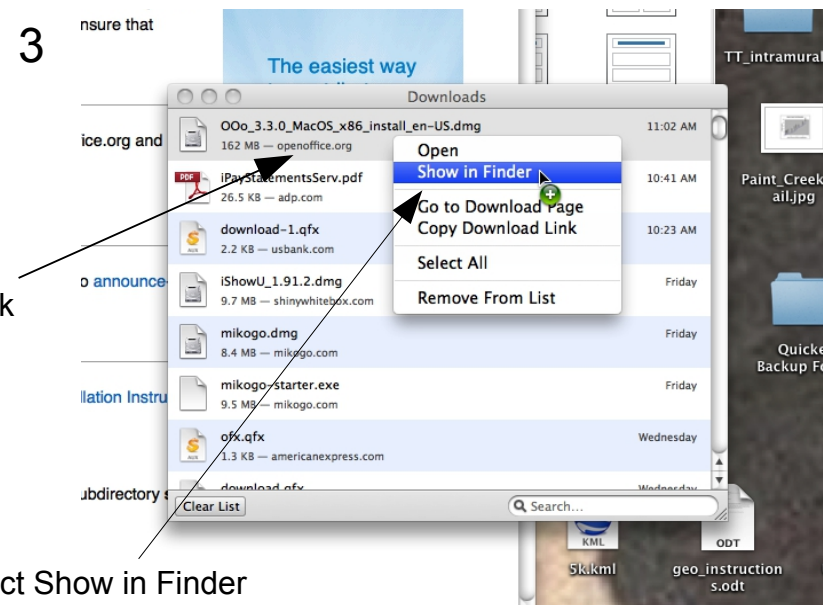 3
nsure that
The easiest way
ice.org and
o announce-
k
llation Instru
ubdirectory s
ct Show in Finder
Downloads
OOo_3.3.0_MacOS_x86_install_en-US.dmg
11:02 AM
162 MB — openoffice.org
iPayStatementsServ.pdf
10:41 AM
26.5 KB — adp.com
download-1.qfx
10:23 AM
2.2 KB — usbank.com
iShowU_1.91.2.dmg
Friday
9.7 MB — shinywhitebox.com
mikogo.dmg
Friday
8.4 MB — mikogo.com
mikogo-starter.exe
Friday
9.5 MB — mikogo.com
ofx.qfx
Wednesday
1.3 KB — americanexpress.com
download.qfx
Wednesday
Clear List
Search...
Open
Show in Finder
Go to Download Page
Copy Download Link
Select All
Remove From List
PDF
TT_intramural
Paint_Creek
ail.jpg
Quicke
Backup Fo
KML
5k.kml
ODT
geo_instruction
s.odt